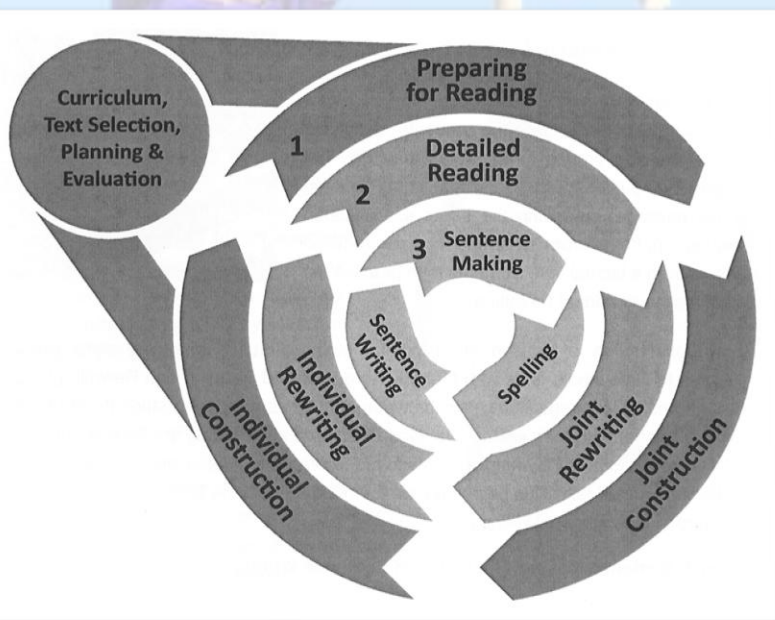 Curriculum,
Text Selection,
Planning &
Evaluation
Preparing
for Reading
1
Detailed
Reading
2
3
Sentence
Making
Spelling
Sentence
Writing
Joint
Rewriting
Individual
Rewriting
Joint
Construction
Individual
Construction